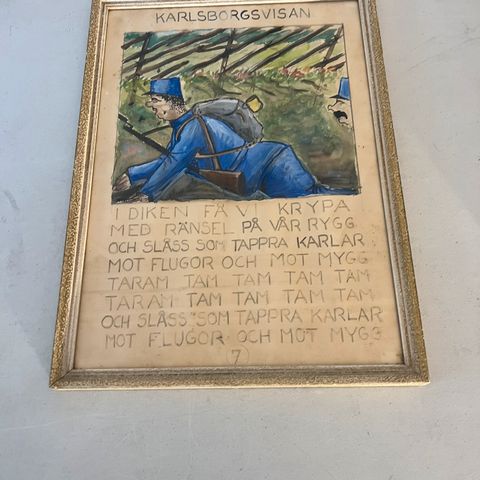 KARLSBORGSVISAN
I DIKEN FÅ VI KRYPA
MED RÄNSEL PÅ VÅR RYGG
OCH SLÅSS SOM TAPPRA KARLAR
MOT FLUGOR OCH MOT MYGG
TARAM TAM TAM TAM TAM
TARAM TAM TAM TAM TAM
OCH SLÅSS SOM TAPPRA KARLAR
MOT FLUGOR OCH MOT MYGG
7